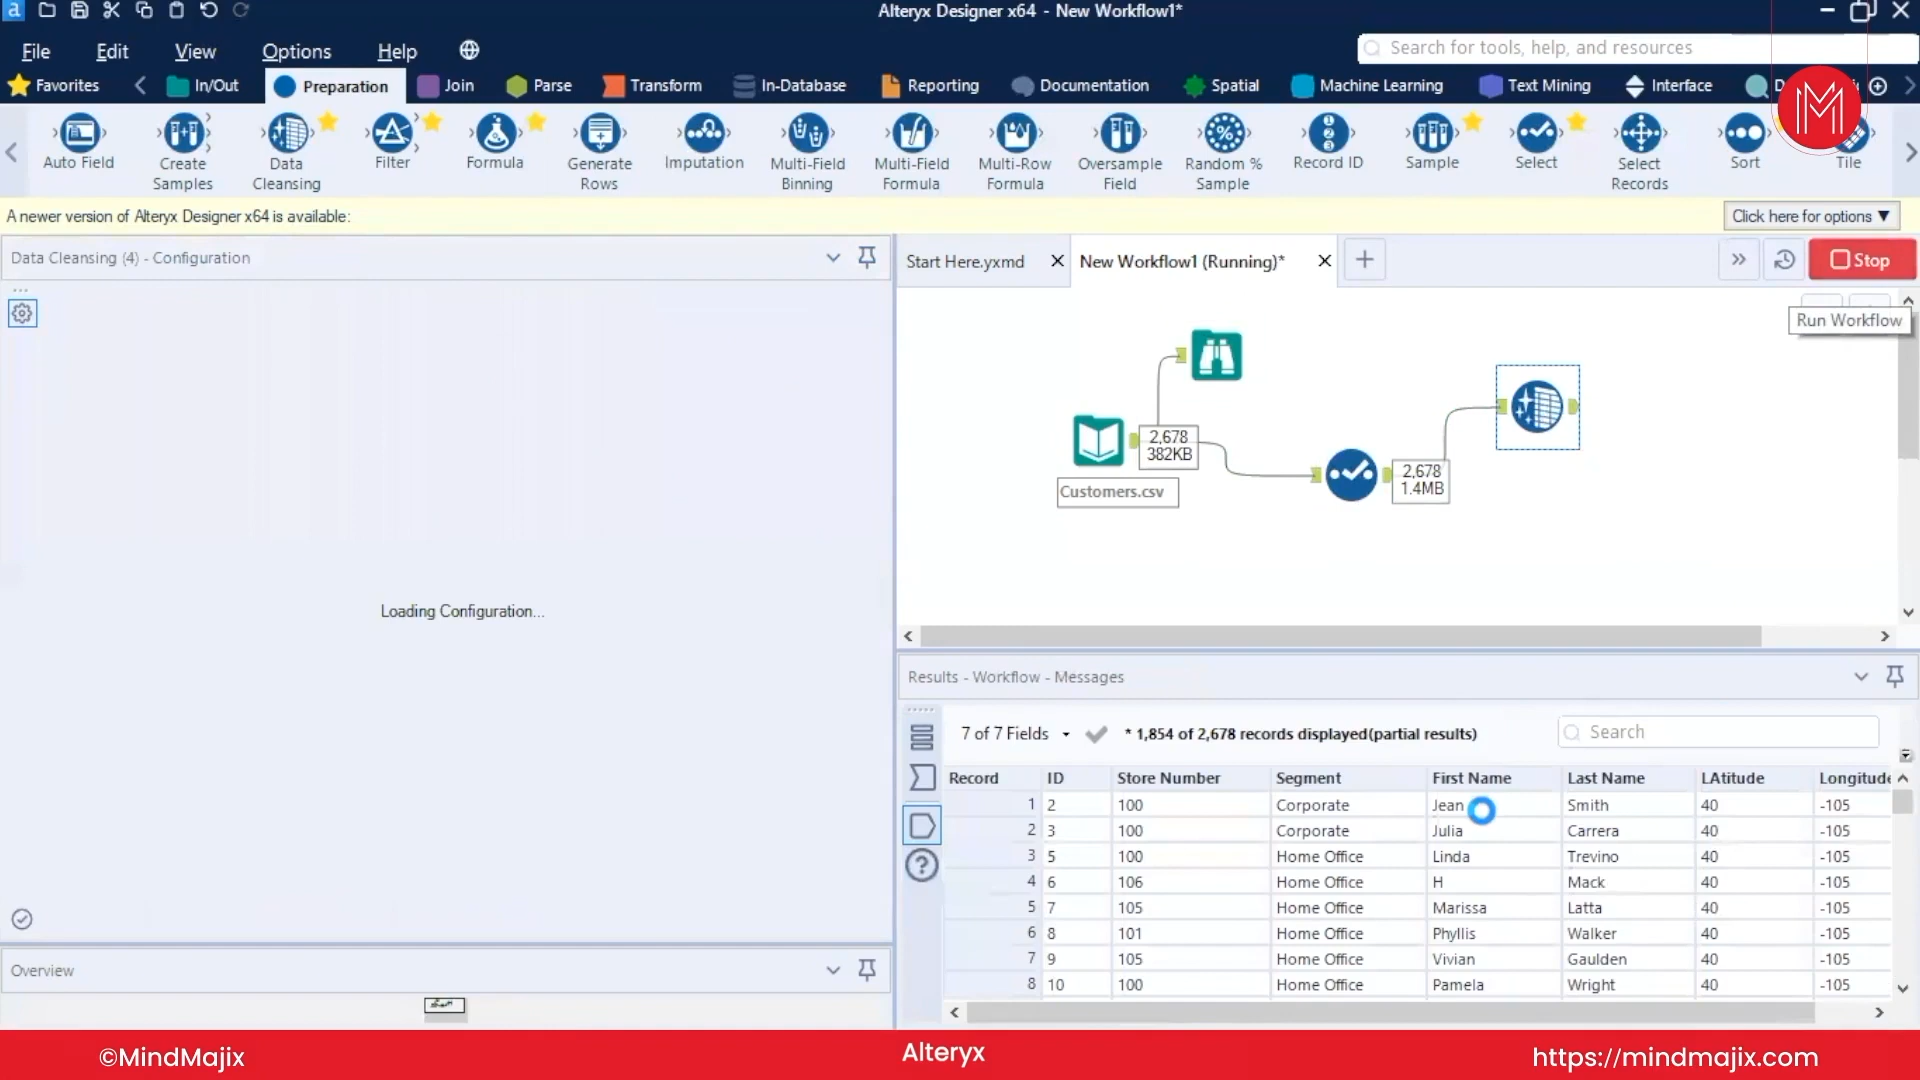 Alteryx Designer x64 - New Workflow1*
File Edit View Options Help
Search for tools, help, and resources
Favorites In/Out Preparation Join Parse Transform In-Database Reporting Documentation Spatial Machine Learning Text Mining Interface
Auto Field
Create Samples
Data Cleansing
Filter
Formula
Generate Rows
Imputation
Multi-Field Binning
Multi-Field Formula
Multi-Row Formula
Oversample Field
Random % Sample
Record ID
Sample
Select
Select Records
Sort
Tile
A newer version of Alteryx Designer x64 is available:
Click here for options ▼
Data Cleansing (4) - Configuration
Start Here.yxmd
New Workflow1 (Running)*
Stop
Run Workflow
2,678
382KB
Customers.csv
2,678
1.4MB
Loading Configuration...
Results - Workflow - Messages
7 of 7 Fields
* 1,854 of 2,678 records displayed(partial results)
Search
Record ID Store Number Segment First Name Last Name LAtitude Longitude
1 2 100 Corporate Jean Smith 40 -105
2 3 100 Corporate Julia Carrera 40 -105
3 5 100 Home Office Linda Trevino 40 -105
4 6 106 Home Office H Mack 40 -105
5 7 105 Home Office Marissa Latta 40 -105
6 8 101 Home Office Phyllis Walker 40 -105
7 9 105 Home Office Vivian Gaulden 40 -105
8 10 100 Home Office Pamela Wright 40 -105
Overview
©MindMajix
Alteryx
https://mindmajix.com